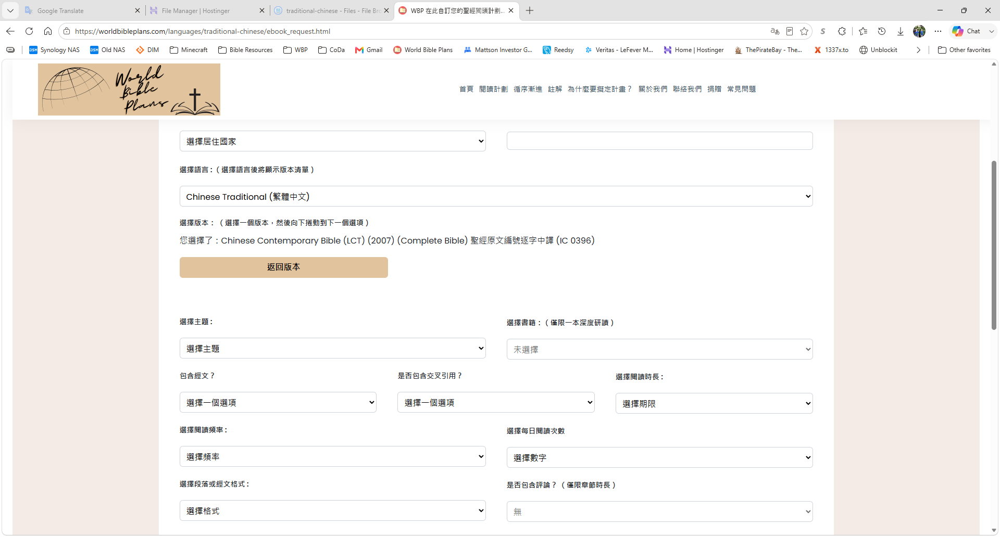 Google Translate
File Manager | Hostinger
traditional-chinese - Files - File Bro
WBP 在此自訂您的聖經閱讀計劃...
https://worldbibleplans.com/languages/traditional-chinese/ebook_request.html
Chat
Synology NAS
Old NAS
DIM
Minecraft
Bible Resources
WBP
CoDa
Gmail
World Bible Plans
Mattson Investor G...
Reedsy
Veritas - LeFever M...
Home | Hostinger
ThePirateBay - The...
1337x.to
Unblockit
Other favorites
World
Bible
Plans
首頁 閱讀計劃 循序漸進 註解 為什麼要擬定計畫？ 關於我們 聯絡我們 捐贈 常見問題
選擇居住國家
選擇語言：（選擇語言後將顯示版本清單）
Chinese Traditional (繁體中文)
選擇版本： （選擇一個版本，然後向下捲動到下一個選項）
您選擇了：Chinese Contemporary Bible (LCT) (2007) (Complete Bible) 聖經原文編號逐字中譯 (IC 0396)
返回版本
選擇主題：
選擇書籍：（僅限一本深度研讀）
選擇主題
未選擇
包含經文？
是否包含交叉引用？
選擇閱讀時長：
選擇一個選項
選擇一個選項
選擇期限
選擇閱讀頻率：
選擇每日閱讀次數
選擇頻率
選擇數字
選擇段落或經文格式：
是否包含評論？ （僅限章節時長）
選擇格式
無